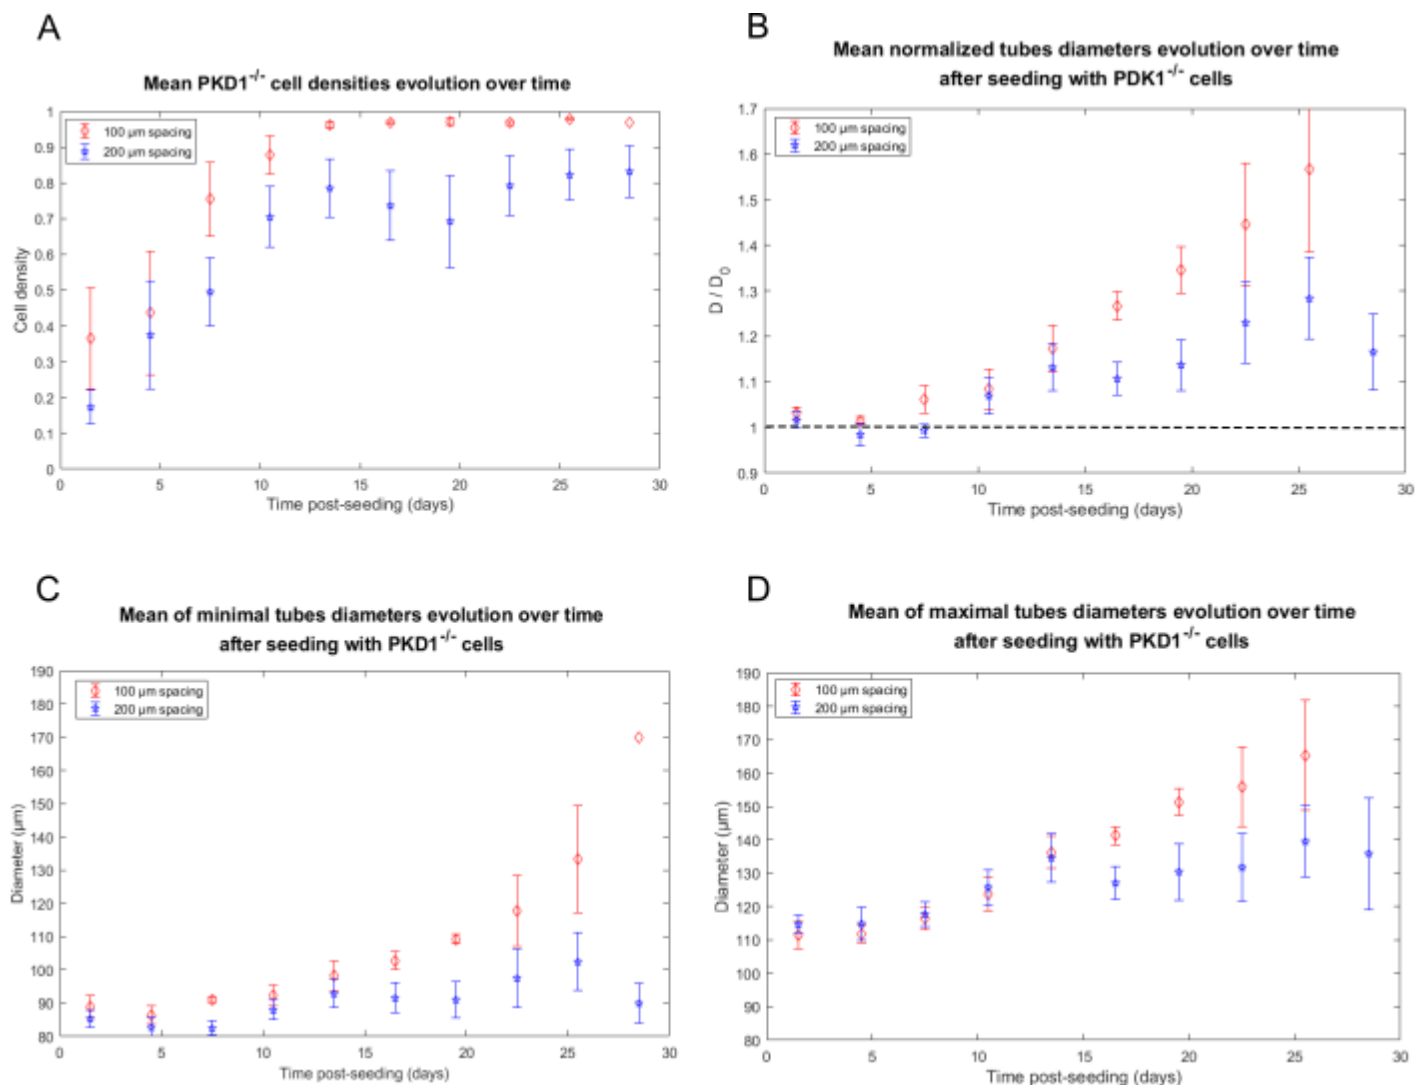 A
Mean PKD1-/- cell densities evolution over time
100 μm spacing
200 μm spacing
1
0.9
0.8
0.7
0.6
0.5
0.4
0.3
0.2
0.1
0
Cell density
0 5 10 15 20 25 30
Time post-seeding (days)
B
Mean normalized tubes diameters evolution over time
after seeding with PDK1-/- cells
100 μm spacing
200 μm spacing
1.7
1.6
1.5
1.4
1.3
1.2
1.1
1
0.9
D / D0
0 5 10 15 20 25 30
Time post-seeding (days)
C
Mean of minimal tubes diameters evolution over time
after seeding with PKD1-/- cells
100 μm spacing
200 μm spacing
190
180
170
160
150
140
130
120
110
100
90
80
Diameter (μm)
0 5 10 15 20 25 30
Time post-seeding (days)
D
Mean of maximal tubes diameters evolution over time
after seeding with PKD1-/- cells
100 μm spacing
200 μm spacing
190
180
170
160
150
140
130
120
110
100
90
80
Diameter (μm)
0 5 10 15 20 25 30
Time post-seeding (days)